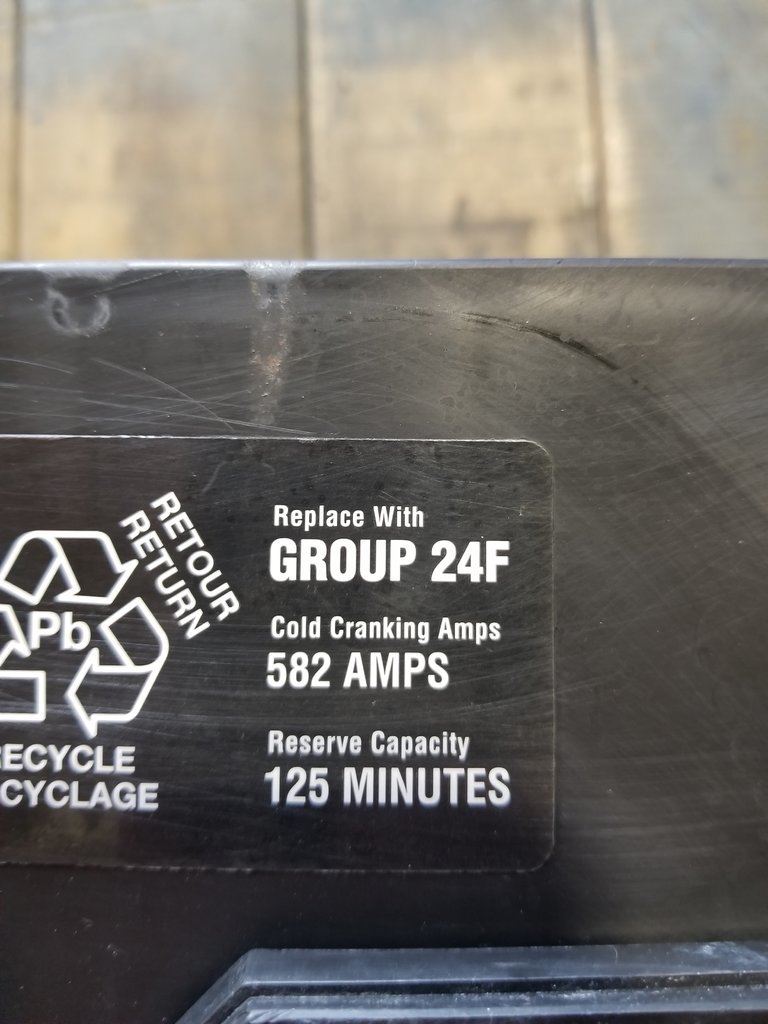 RETOUR
RETURN
Pb
RECYCLE
CYCLAGE
Replace With
GROUP 24F
Cold Cranking Amps
582 AMPS
Reserve Capacity
125 MINUTES